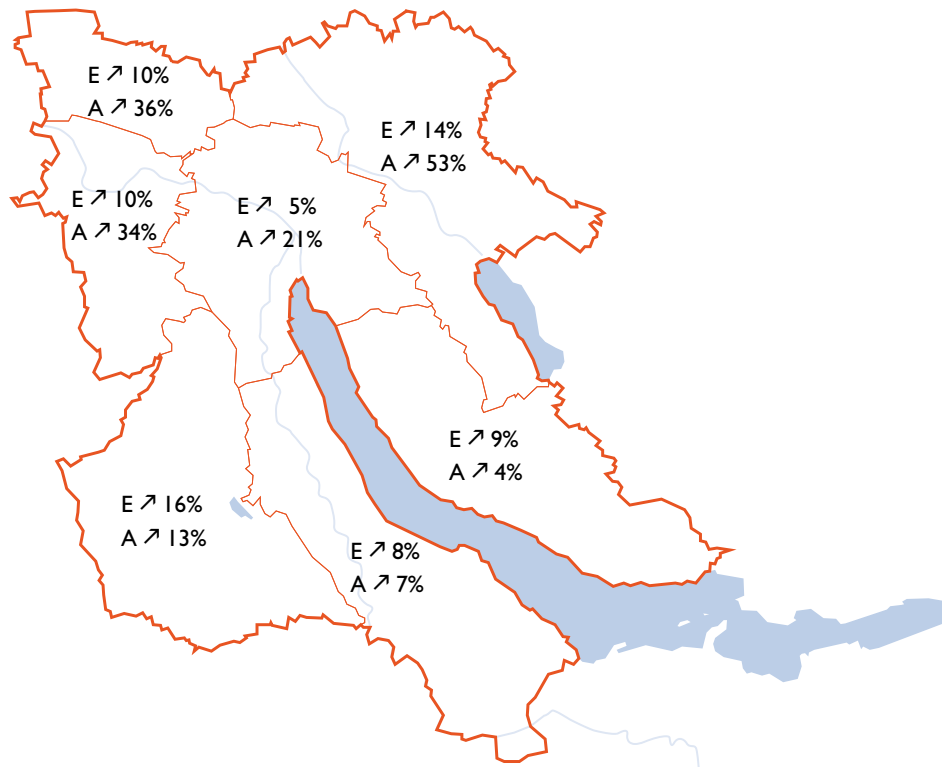 E ↗ 10%
A ↗ 36%
E ↗ 14%
A ↗ 53%
E ↗ 10%
A ↗ 34%
E ↗ 5%
A ↗ 21%
E ↗ 9%
A ↗ 4%
E ↗ 16%
A ↗ 13%
E ↗ 8%
A ↗ 7%